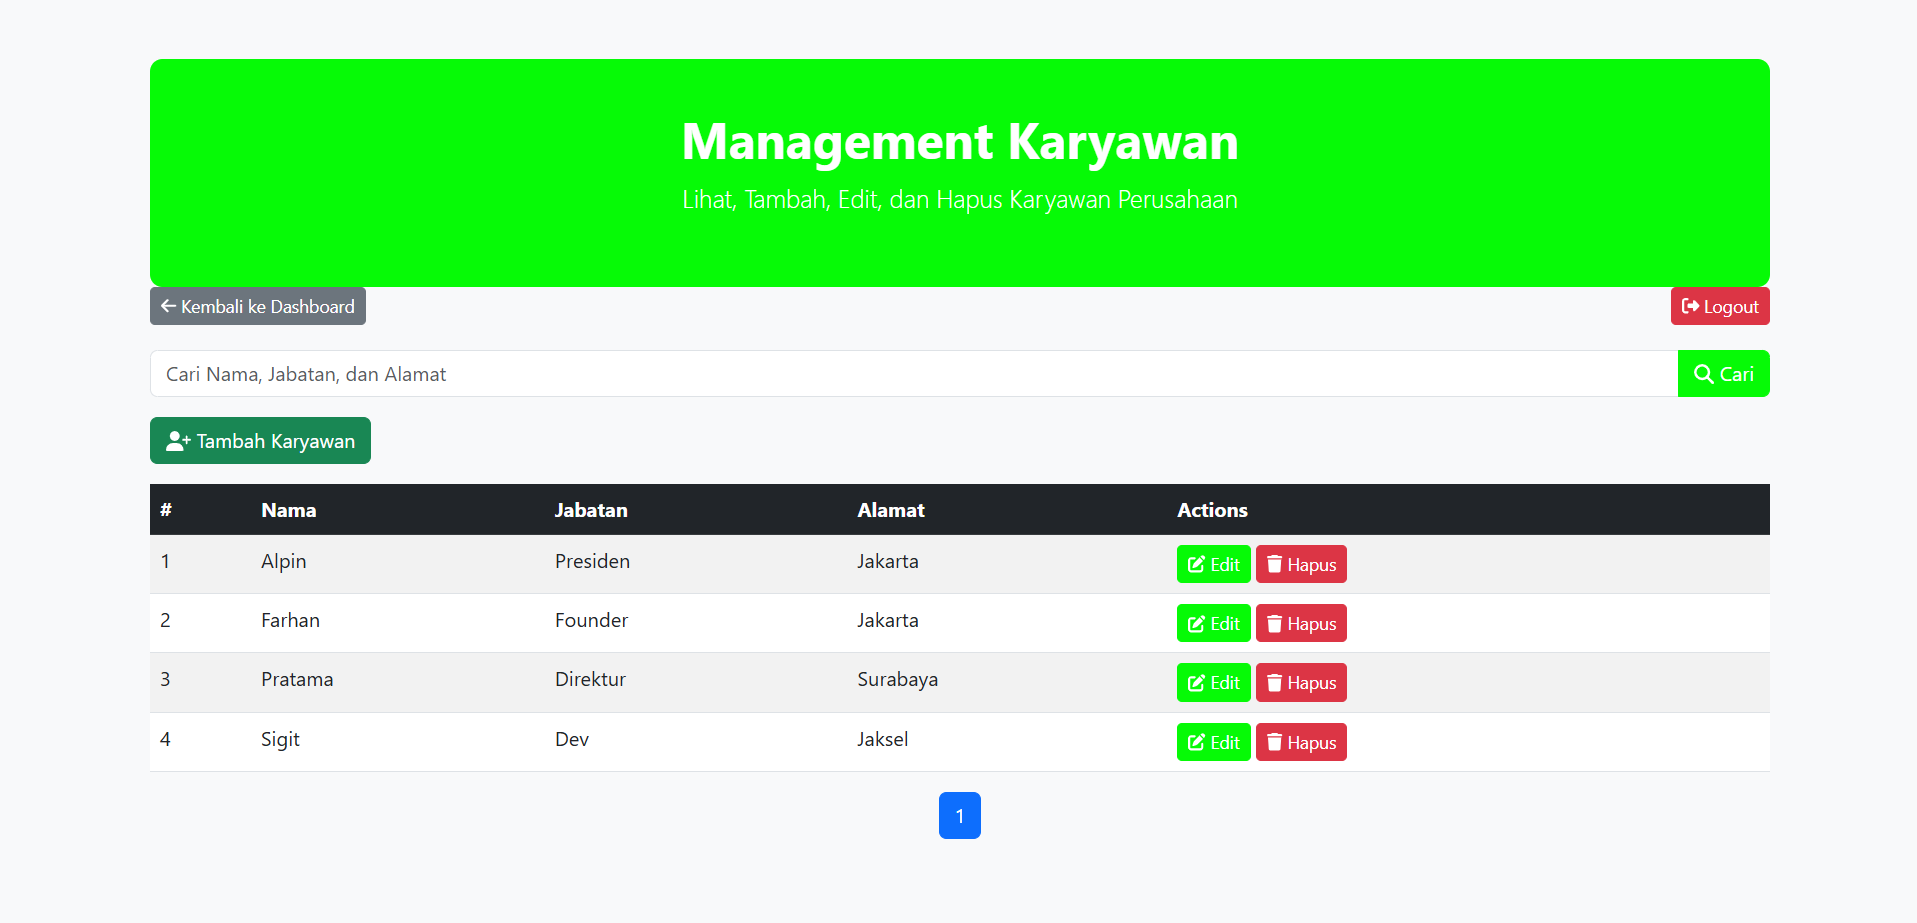 Management Karyawan
Lihat, Tambah, Edit, dan Hapus Karyawan Perusahaan
Kembali ke Dashboard
Logout
Cari Nama, Jabatan, dan Alamat
Cari
Tambah Karyawan
# Nama Jabatan Alamat Actions
1 Alpin Presiden Jakarta Edit Hapus
2 Farhan Founder Jakarta Edit Hapus
3 Pratama Direktur Surabaya Edit Hapus
4 Sigit Dev Jaksel Edit Hapus
1